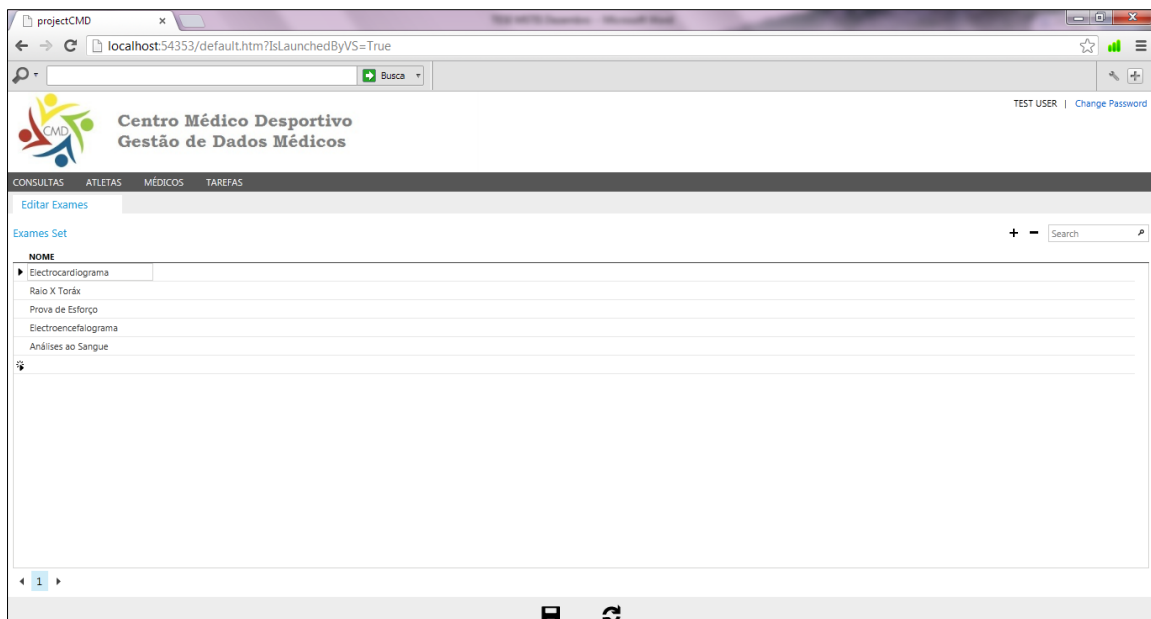 projectCMD
localhost:54353/default.htm?IsLaunchedByVS=True
Busca
TEST USER | Change Password
CMD
Centro Médico Desportivo
Gestão de Dados Médicos
CONSULTAS ATLETAS MÉDICOS TAREFAS
Editar Exames
Exames Set
Search
NOME
Electrocardiograma
Raio X Toráx
Prova de Esforço
Electroencefalograma
Análises ao Sangue
1